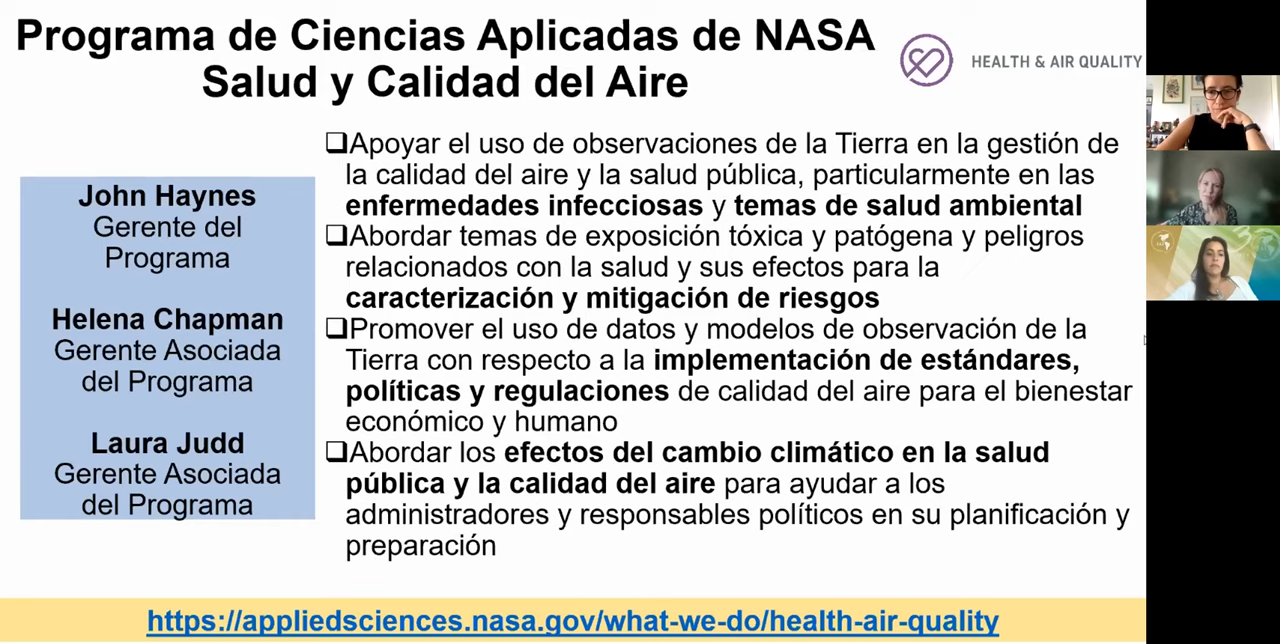 Programa de Ciencias Aplicadas de NASA
Salud y Calidad del Aire
HEALTH & AIR QUALITY
John Haynes
Gerente del
Programa
Helena Chapman
Gerente Asociada
del Programa
Laura Judd
Gerente Asociada
del Programa
❑Apoyar el uso de observaciones de la Tierra en la gestión de
la calidad del aire y la salud pública, particularmente en las
enfermedades infecciosas y temas de salud ambiental
❑Abordar temas de exposición tóxica y patógena y peligros
relacionados con la salud y sus efectos para la
caracterización y mitigación de riesgos
❑Promover el uso de datos y modelos de observación de la
Tierra con respecto a la implementación de estándares,
políticas y regulaciones de calidad del aire para el bienestar
económico y humano
❑Abordar los efectos del cambio climático en la salud
pública y la calidad del aire para ayudar a los
administradores y responsables políticos en su planificación y
preparación
https://appliedsciences.nasa.gov/what-we-do/health-air-quality